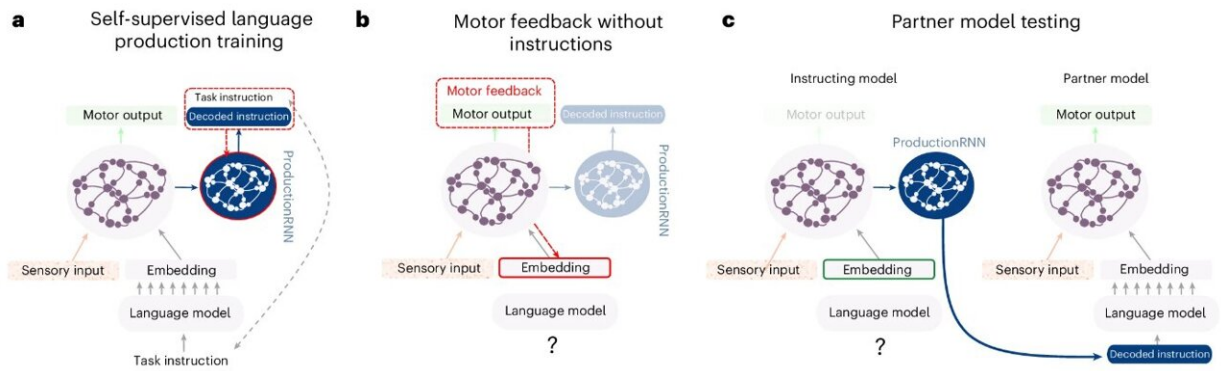 a
Self-supervised language
production training
Task instruction
Decoded instruction
Motor output
ProductionRNN
Sensory input
Embedding
Language model
Task instruction
b
Motor feedback without
instructions
Motor feedback
Motor output
Decoded instruction
ProductionRNN
Sensory input
Embedding
Language model
?
c
Partner model testing
Instructing model
Motor output
ProductionRNN
Sensory input
Embedding
Language model
?
Partner model
Motor output
Sensory input
Embedding
Language model
Decoded instruction